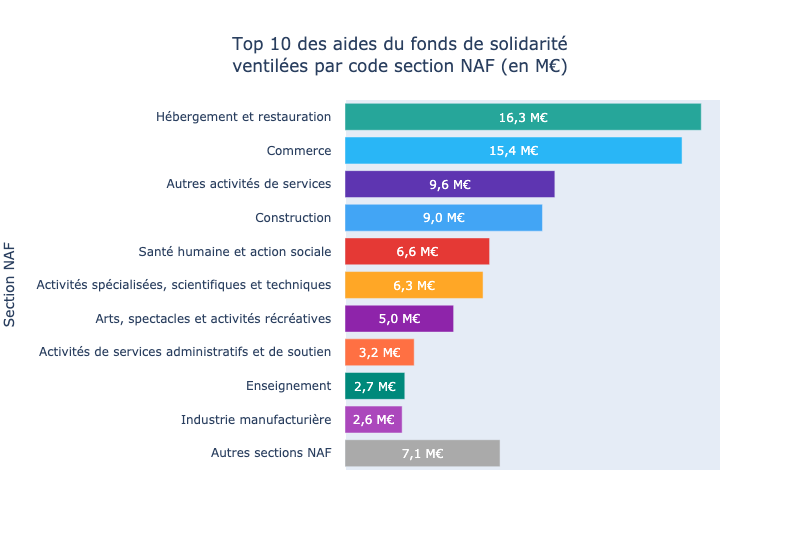 Top 10 des aides du fonds de solidarité
ventilées par code section NAF (en M€)
Section NAF
Hébergement et restauration 16,3 M€
Commerce 15,4 M€
Autres activités de services 9,6 M€
Construction 9,0 M€
Santé humaine et action sociale 6,6 M€
Activités spécialisées, scientifiques et techniques 6,3 M€
Arts, spectacles et activités récréatives 5,0 M€
Activités de services administratifs et de soutien 3,2 M€
Enseignement 2,7 M€
Industrie manufacturière 2,6 M€
Autres sections NAF 7,1 M€